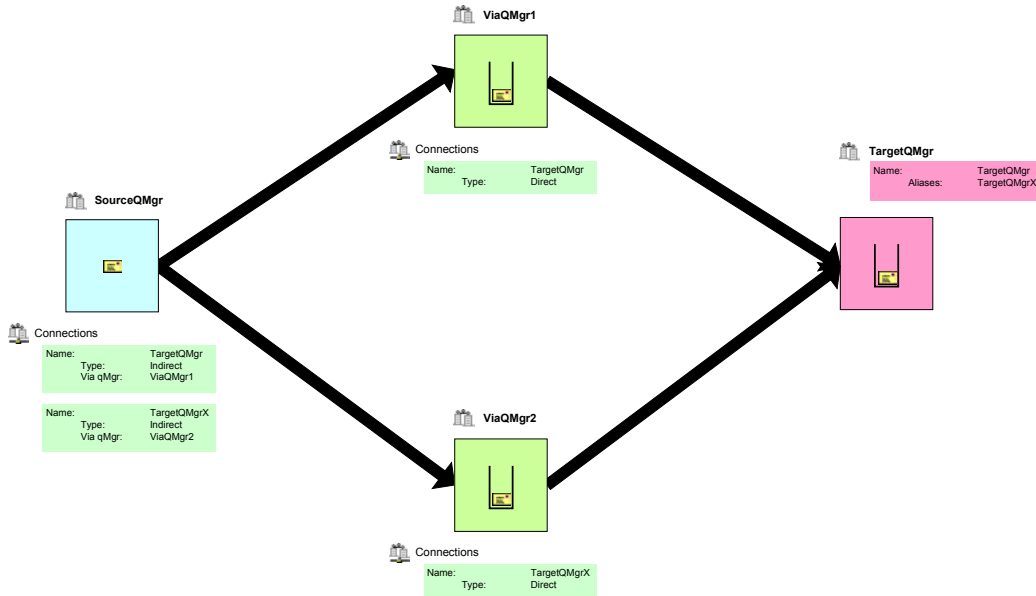 ViaQMgr1
Connections
Name: TargetQMgr
Type: Direct
TargetQMgr
Name: TargetQMgr
Aliases: TargetQMgrX
SourceQMgr
Connections
Name: TargetQMgr
Type: Indirect
Via qMgr: ViaQMgr1
Name: TargetQMgrX
Type: Indirect
Via qMgr: ViaQMgr2
ViaQMgr2
Connections
Name: TargetQMgrX
Type: Direct